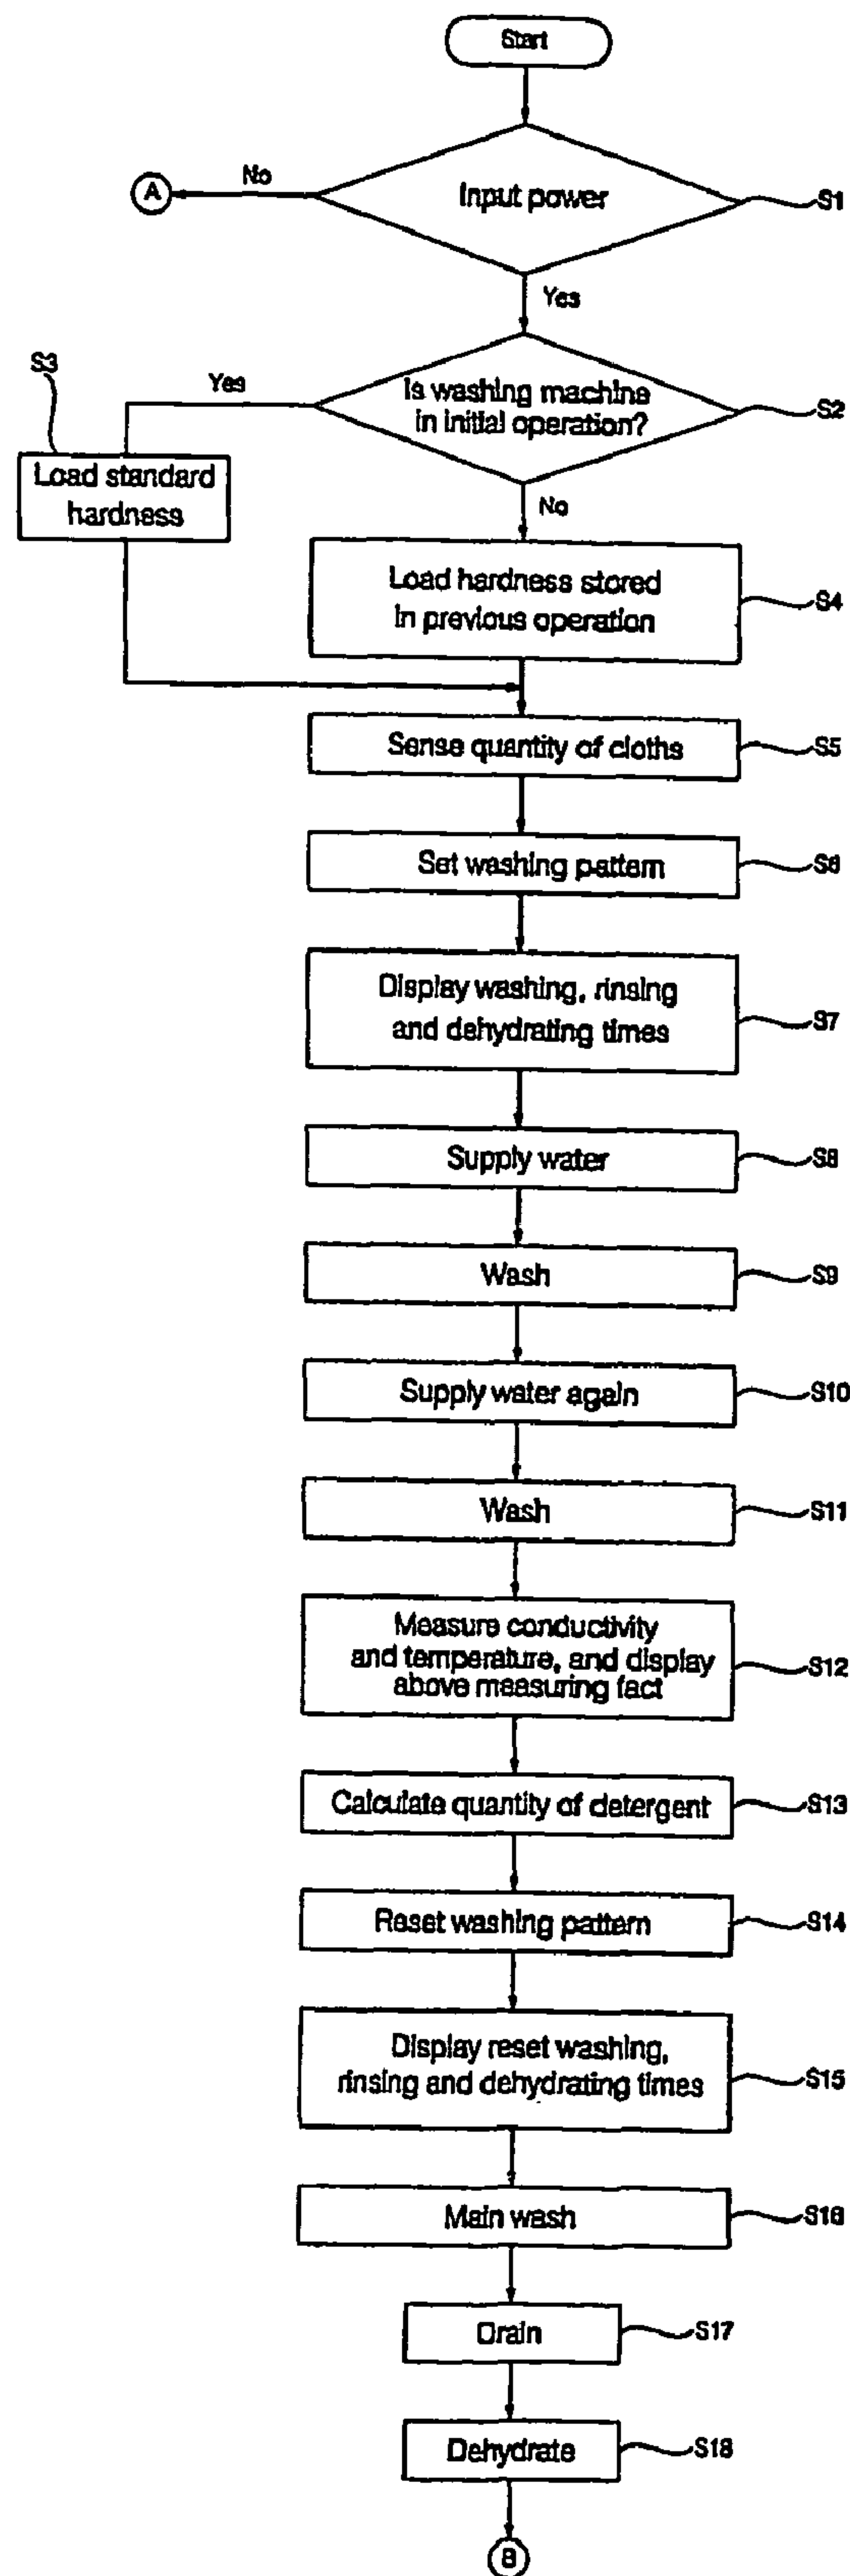 Start
Input power
S1
No
A
Yes
Is washing machine
in initial operation?
S2
Yes
S3
Load standard
hardness
No
Load hardness stored
in previous operation
S4
Sense quantity of cloths
S5
Set washing pattern
S6
Display washing, rinsing
and dehydrating times
S7
Supply water
S8
Wash
S9
Supply water again
S10
Wash
S11
Measure conductivity
and temperature, and display
above measuring fact
S12
Calculate quantity of detergent
S13
Reset washing pattern
S14
Display reset washing,
rinsing and dehydrating times
S15
Main wash
S16
Drain
S17
Dehydrate
S18
B